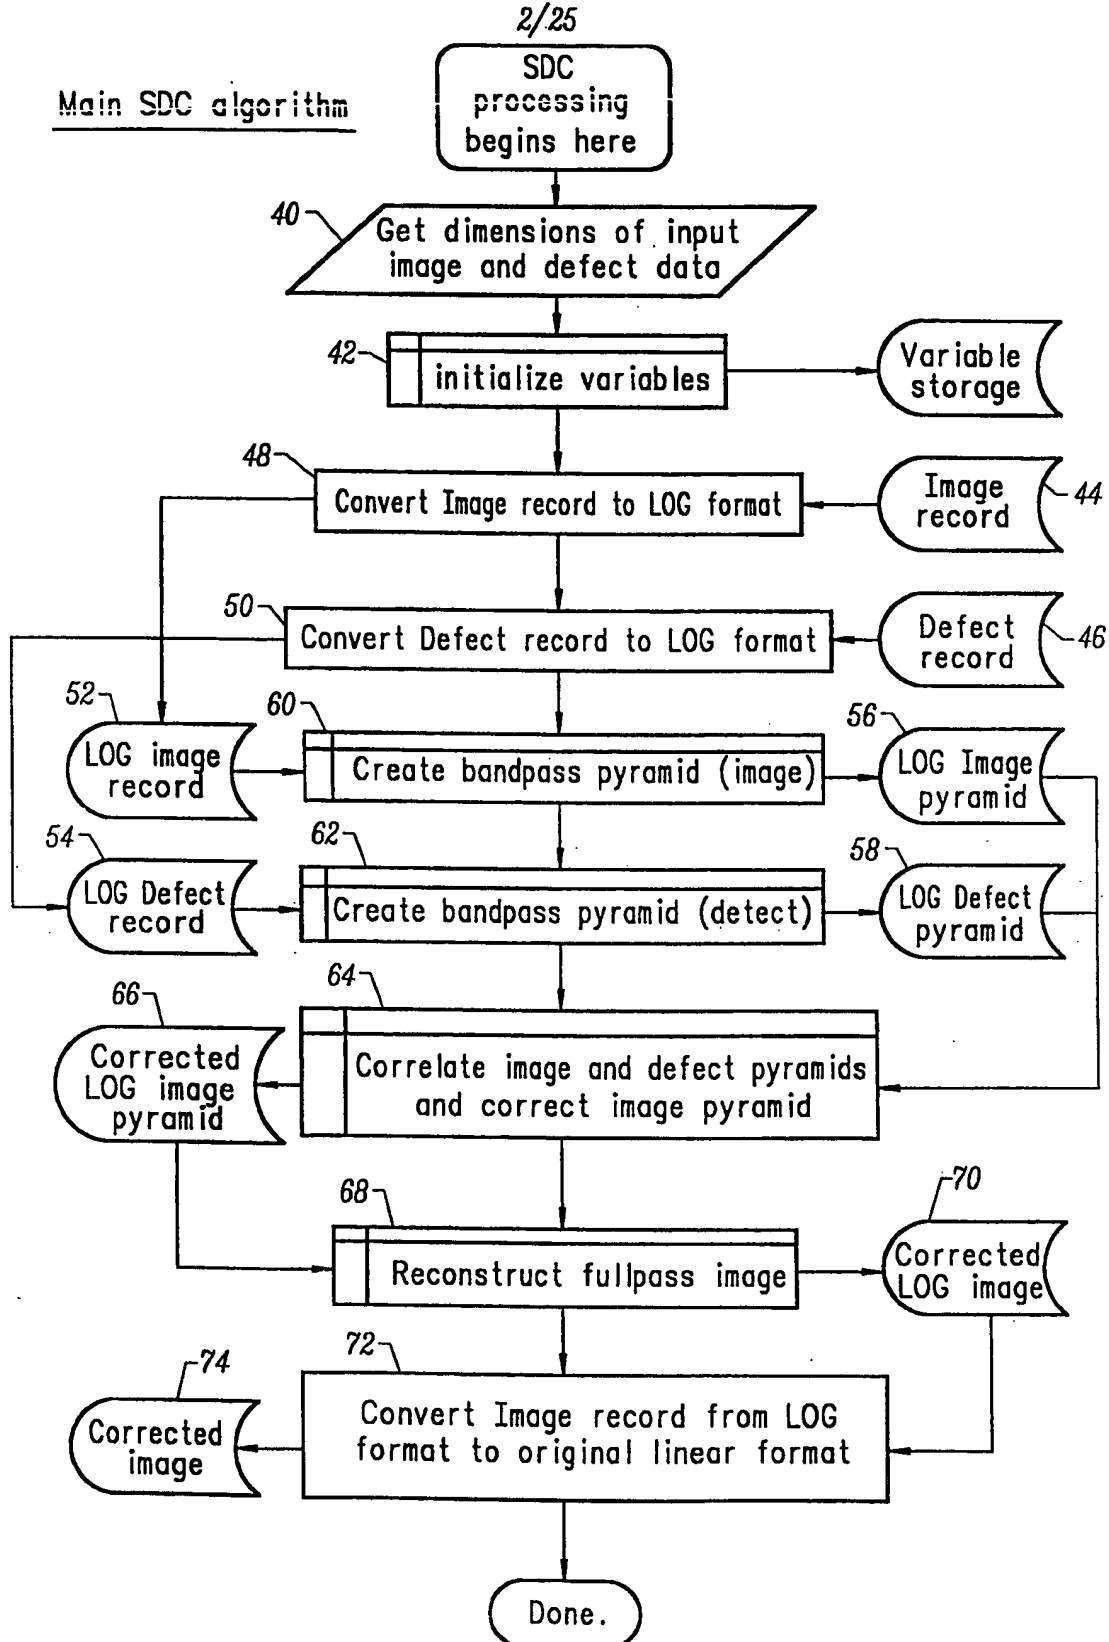 2/25
Main SDC algorithm
SDC
processing
begins here
40
Get dimensions of input
image and defect data
42
initialize variables
Variable
storage
48
Convert Image record to LOG format
Image
record
44
50
Convert Defect record to LOG format
Defect
record
46
52
LOG image
record
60
Create bandpass pyramid (image)
56
LOG Image
pyramid
54
LOG Defect
record
62
Create bandpass pyramid (detect)
58
LOG Defect
pyramid
64
Correlate image and defect pyramids
and correct image pyramid
66
Corrected
LOG image
pyramid
68
Reconstruct fullpass image
70
Corrected
LOG image
72
Convert Image record from LOG
format to original linear format
74
Corrected
image
Done.